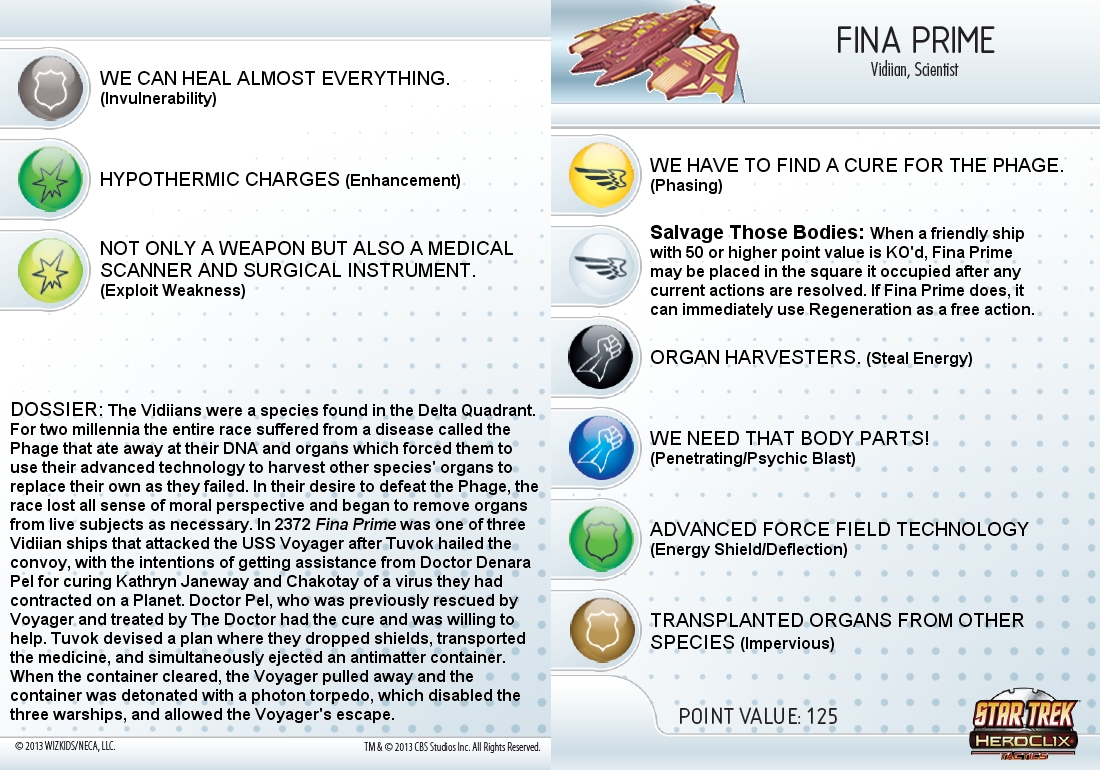 WE CAN HEAL ALMOST EVERYTHING.
(Invulnerability)
HYPOTHERMIC CHARGES (Enhancement)
NOT ONLY A WEAPON BUT ALSO A MEDICAL
SCANNER AND SURGICAL INSTRUMENT.
(Exploit Weakness)
DOSSIER: The Vidiians were a species found in the Delta Quadrant.
For two millennia the entire race suffered from a disease called the
Phage that ate away at their DNA and organs which forced them to
use their advanced technology to harvest other species' organs to
replace their own as they failed. In their desire to defeat the Phage, the
race lost all sense of moral perspective and began to remove organs
from live subjects as necessary. In 2372 Fina Prime was one of three
Vidiian ships that attacked the USS Voyager after Tuvok hailed the
convoy, with the intentions of getting assistance from Doctor Denara
Pel for curing Kathryn Janeway and Chakotay of a virus they had
contracted on a Planet. Doctor Pel, who was previously rescued by
Voyager and treated by The Doctor had the cure and was willing to
help. Tuvok devised a plan where they dropped shields, transported
the medicine, and simultaneously ejected an antimatter container.
When the container cleared, the Voyager pulled away and the
container was detonated with a photon torpedo, which disabled the
three warships, and allowed the Voyager's escape.
© 2013 WIZKIDS/NECA, LLC.
TM & © 2013 CBS Studios Inc. All Rights Reserved.
FINA PRIME
Vidiian, Scientist
WE HAVE TO FIND A CURE FOR THE PHAGE.
(Phasing)
Salvage Those Bodies: When a friendly ship
with 50 or higher point value is KO'd, Fina Prime
may be placed in the square it occupied after any
current actions are resolved. If Fina Prime does, it
can immediately use Regeneration as a free action.
ORGAN HARVESTERS. (Steal Energy)
WE NEED THAT BODY PARTS!
(Penetrating/Psychic Blast)
ADVANCED FORCE FIELD TECHNOLOGY
(Energy Shield/Deflection)
TRANSPLANTED ORGANS FROM OTHER
SPECIES (Impervious)
POINT VALUE: 125
STAR TREK
HEROCLIX
TACTICS